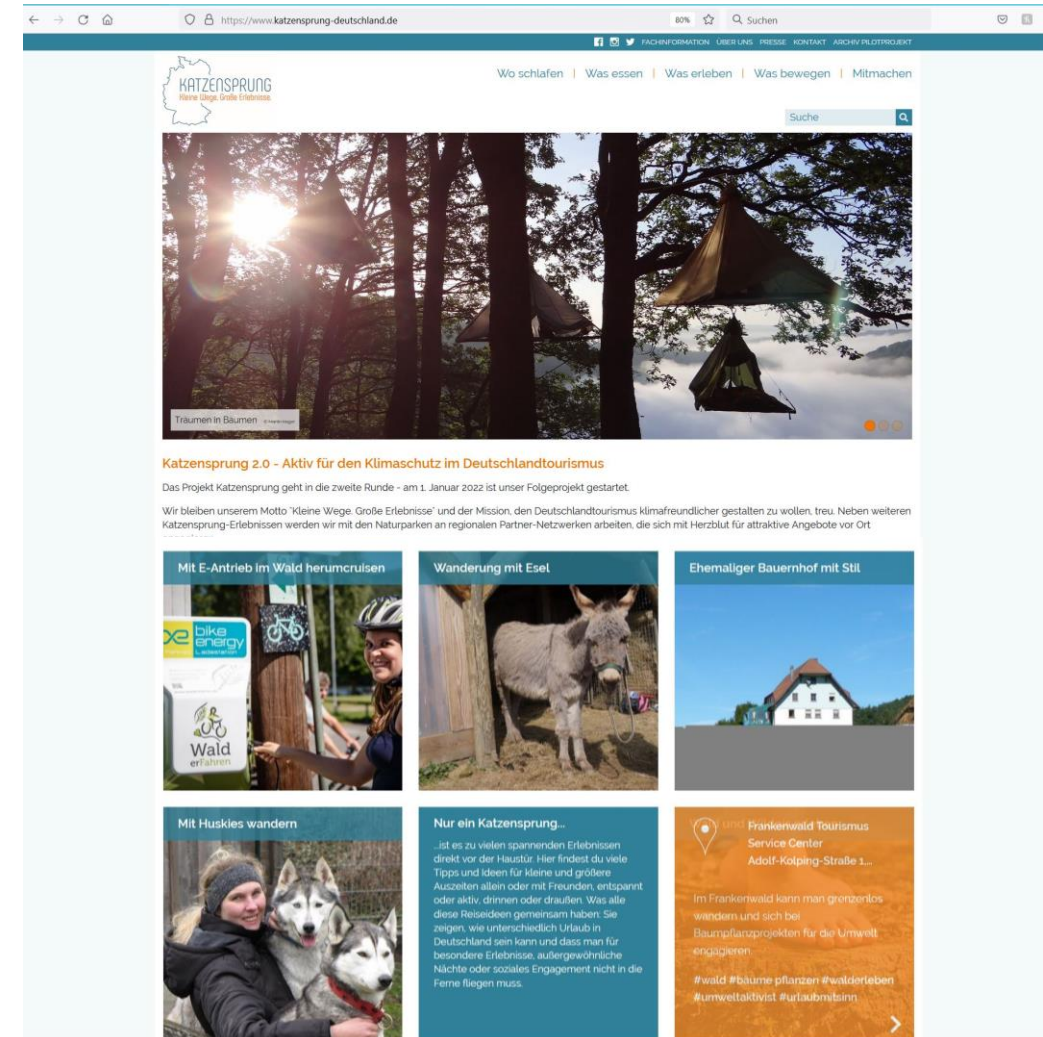 https://www.katzensprung-deutschland.de
80%
Suchen
FACHINFORMATION ÜBER UNS PRESSE KONTAKT ARCHIV PILOTPROJEKT
KATZENSPRUNG
Kleine Wege. Große Erlebnisse.
Wo schlafen | Was essen | Was erleben | Was bewegen | Mitmachen
Suche
Träumen in Bäumen
Katzensprung 2.0 - Aktiv für den Klimaschutz im Deutschlandtourismus
Das Projekt Katzensprung geht in die zweite Runde - am 1. Januar 2022 ist unser Folgeprojekt gestartet.
Wir bleiben unserem Motto "Kleine Wege. Große Erlebnisse" und der Mission, den Deutschlandtourismus klimafreundlicher gestalten zu wollen, treu. Neben weiteren
Katzensprung-Erlebnissen werden wir mit den Naturparken an regionalen Partner-Netzwerken arbeiten, die sich mit Herzblut für attraktive Angebote vor Ort
Mit E-Antrieb im Wald herumcruisen
bike
energy
Ladestation
Wald
erFahren
Wanderung mit Esel
Ehemaliger Bauernhof mit Stil
Mit Huskies wandern
Nur ein Katzensprung...
...ist es zu vielen spannenden Erlebnissen
direkt vor der Haustür. Hier findest du viele
Tipps und Ideen für kleine und größere
Auszeiten allein oder mit Freunden, entspannt
oder aktiv, drinnen oder draußen. Was alle
diese Reiseideen gemeinsam haben: Sie
zeigen, wie unterschiedlich Urlaub in
Deutschland sein kann und dass man für
besondere Erlebnisse, außergewöhnliche
Nächte oder soziales Engagement nicht in die
Ferne fliegen muss.
Frankenwald Tourismus
Service Center
Adolf-Kolping-Straße 1,...
Im Frankenwald kann man grenzenlos
wandern und sich bei
Baumpflanzprojekten für die Umwelt
engagieren.
#wald #bäume pflanzen #walderleben
#umweltaktivist #urlaubmitsinn